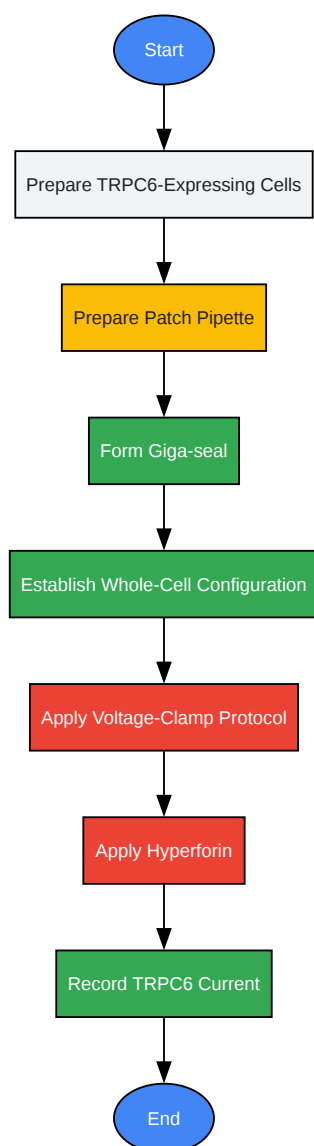 Start
Prepare TRPC6-Expressing Cells
Prepare Patch Pipette
Form Giga-seal
Establish Whole-Cell Configuration
Apply Voltage-Clamp Protocol
Apply Hyperforin
Record TRPC6 Current
End